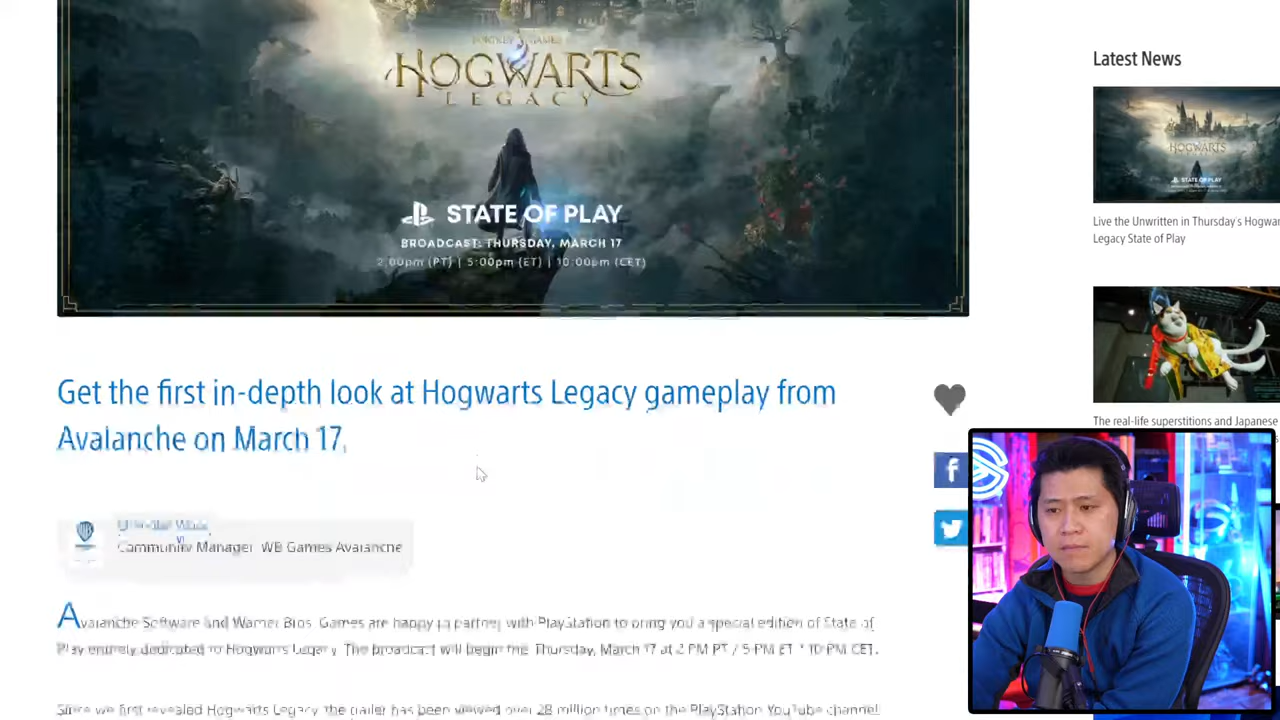 PORTKEY GAMES
HOGWARTS
LEGACY
STATE OF PLAY
BROADCAST: THURSDAY, MARCH 17
2:00pm (PT) | 5:00pm (ET) | 10:00pm (CET)
Get the first in-depth look at Hogwarts Legacy gameplay from
Avalanche on March 17.
Community Manager, WB Games Avalanche
Avalanche Software and Warner Bros. Games are happy to partner with PlayStation to bring you a special edition of State of
Play entirely dedicated to Hogwarts Legacy. The broadcast will begin this Thursday, March 17 at 2 PM PT / 5 PM ET / 10 PM CET.
Since we first revealed Hogwarts Legacy, the trailer has been viewed over 28 million times on the PlayStation YouTube channel
Latest News
HOGWARTS
LEGACY
STATE OF PLAY
Live the Unwritten in Thursday's Hogwar
Legacy State of Play
The real-life superstitions and Japanese